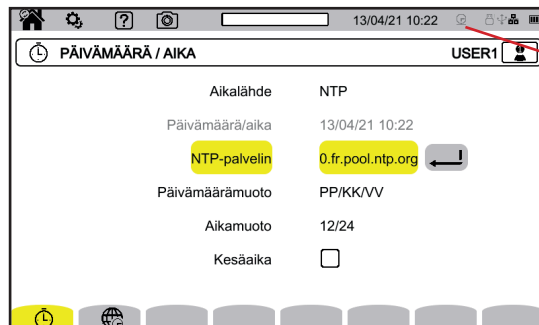 13/04/21 10:22
PÄIVÄMÄÄRÄ / AIKA USER1
Aikalähde NTP
Päivämäärä/aika 13/04/21 10:22
NTP-palvelin 0.fr.pool.ntp.org
Päivämäärämuoto PP/KK/VV
Aikamuoto 12/24
Kesäaika